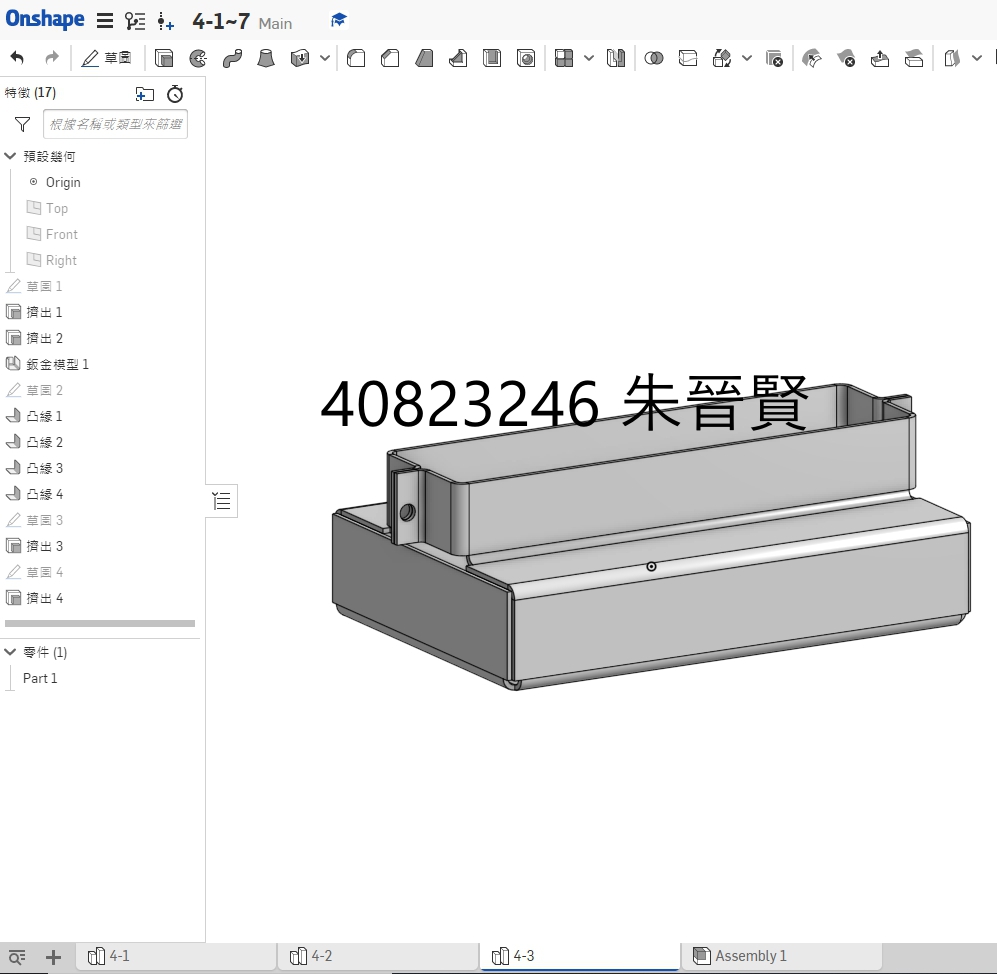 Onshape 4-1~7 Main
草圖
特徵 (17)
根據名稱或類型來篩選
預設幾何
Origin
Top
Front
Right
草圖 1
擠出 1
擠出 2
鈑金模型 1
草圖 2
凸緣 1
凸緣 2
凸緣 3
凸緣 4
草圖 3
擠出 3
草圖 4
擠出 4
零件 (1)
Part 1
40823246 朱晉賢
4-1 4-2 4-3 Assembly 1